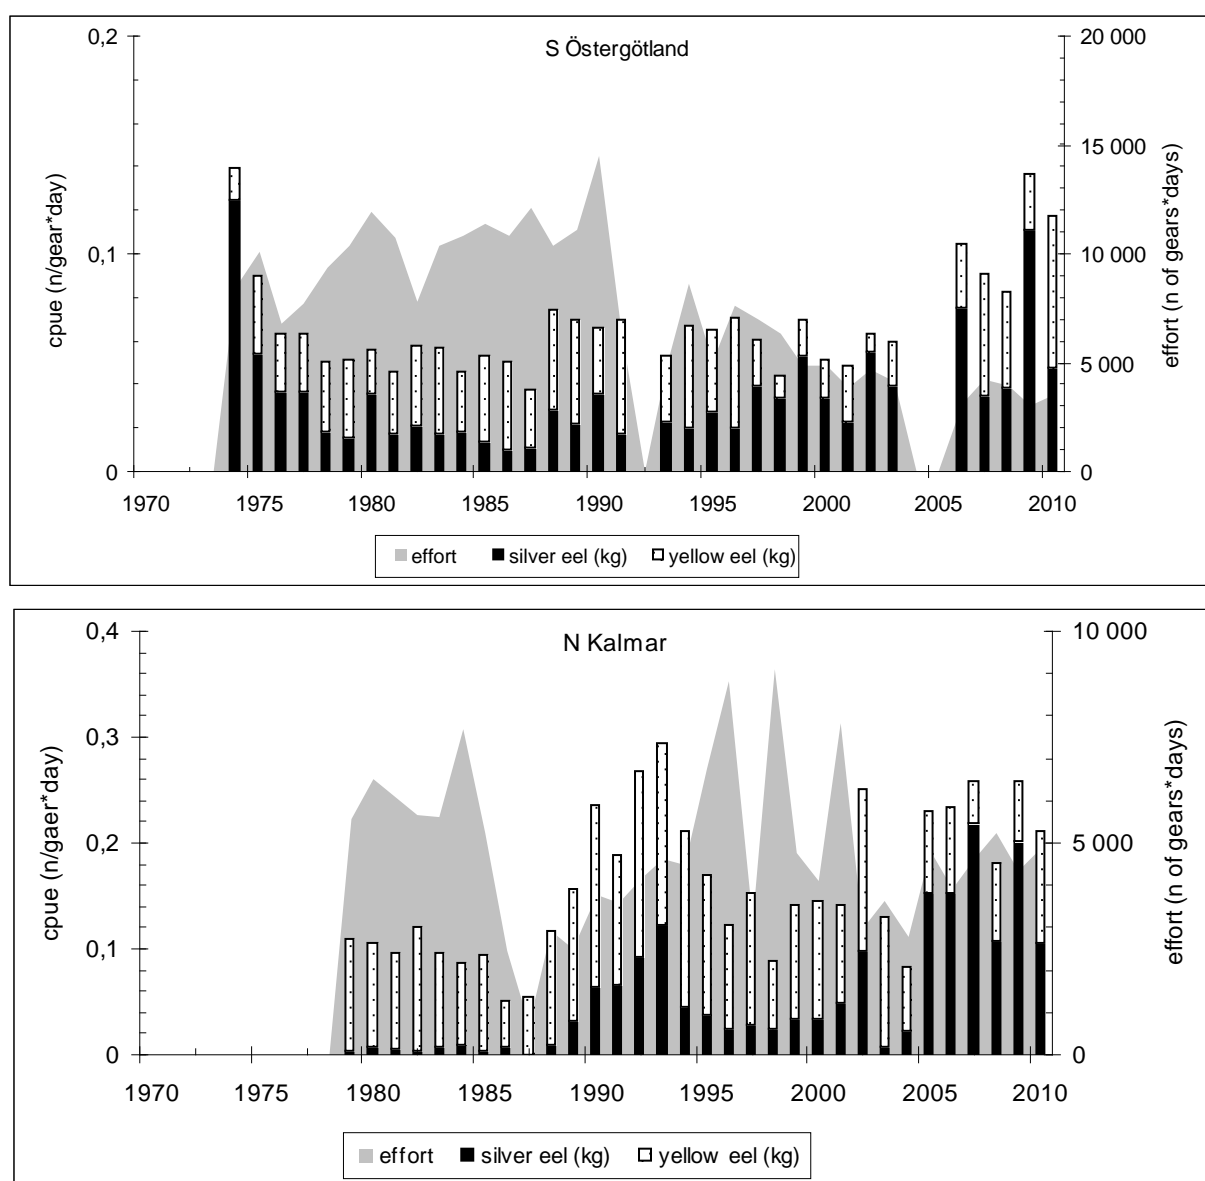 S Östergötland
0,2
0,1
0
cpue (n/gear*day)
20 000
15 000
10 000
5 000
0
effort (n of gears*days)
1970 1975 1980 1985 1990 1995 2000 2005 2010
effort silver eel (kg) yellow eel (kg)
N Kalmar
0,4
0,3
0,2
0,1
0
cpue (n/gaer*day)
10 000
5 000
0
effort (n of gears*days)
1970 1975 1980 1985 1990 1995 2000 2005 2010
effort silver eel (kg) yellow eel (kg)